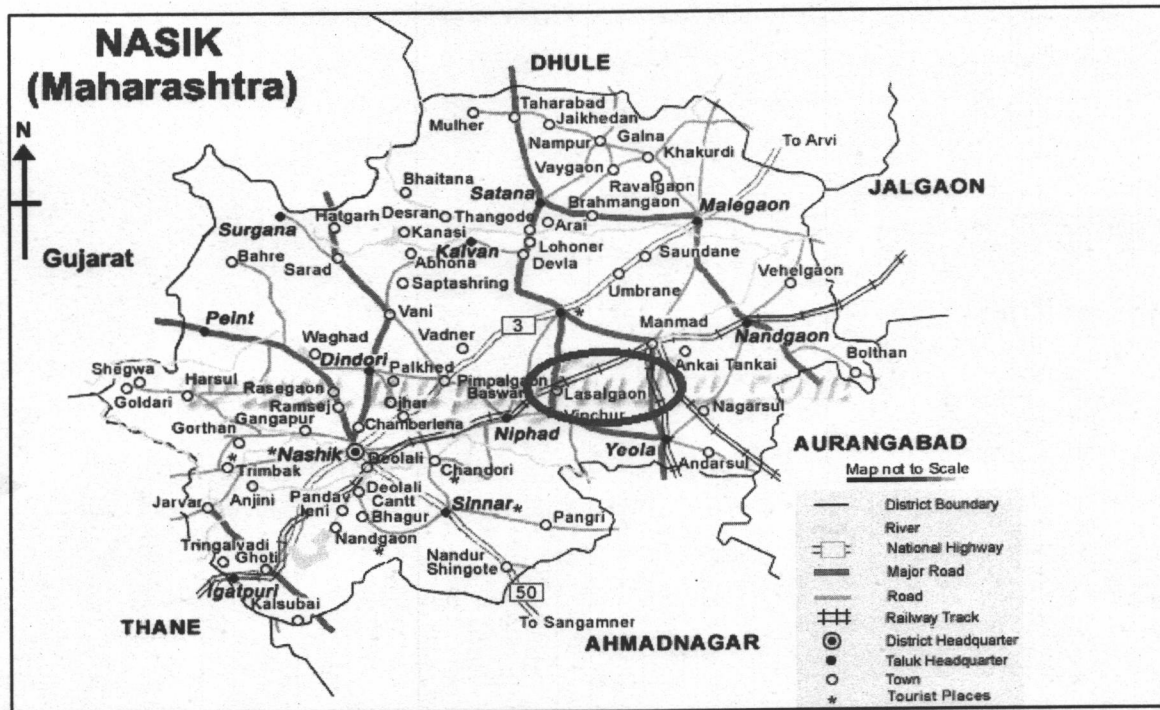 NASIK
(Maharashtra)
N
DHULE
Taharabad
Mulher
Jaikhedan
Nampur
Galna
Khakurdi
To Arvi
Vaygaon
Bhaitana
Ravalgaon
JALGAON
Satana
Brahmangaon
Malegaon
Hatgarh
Desran
Thangode
Arai
Surgana
Kanasi
Kalvan
Lohoner
Saundane
Gujarat
Bahre
Sarad
Abhona
Devla
Vehelgaon
Saptashring
Umbrane
Peint
Vani
3
Manmad
Nandgaon
Waghad
Vadner
Dindori
Palkhed
Ankai Tankai
Bolthan
Shegwa
Harsul
Rasegaon
Pimpalgaon
Baswant
Lasalgaon
Goldari
Ramsej
Nagarsul
Gangapur
Chamberlena
Vinchur
Gorthan
Niphad
Yeola
AURANGABAD
*Nashik
Deolali
Andarsul
Map not to Scale
Trimbak
Chandori
Jarvar
Anjini
Pandav
leni
Deolali
Cantt
Bhagur
Sinnar*
Pangri
Nandgaon
Tringalvadi
Ghoti
Nandur
Shingote
Igatpuri
Kalsubai
50
THANE
To Sangamner
AHMADNAGAR
District Boundary
River
National Highway
Major Road
Road
Railway Track
District Headquarter
Taluk Headquarter
Town
* Tourist Places